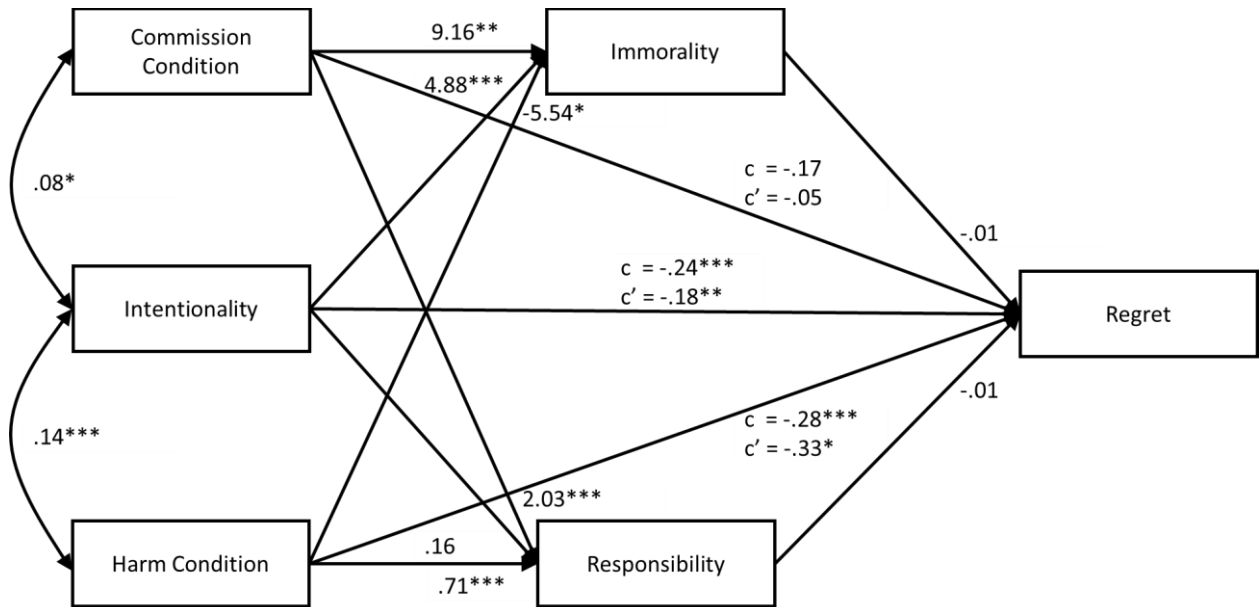 Commission
Condition
9.16**
Immorality
4.88***
-5.54*
.08*
c = -.17
c’ = -.05
-.01
Intentionality
c = -.24***
c’ = -.18**
Regret
-.01
.14***
c = -.28***
c’ = -.33*
2.03***
Harm Condition
.16
Responsibility
.71***